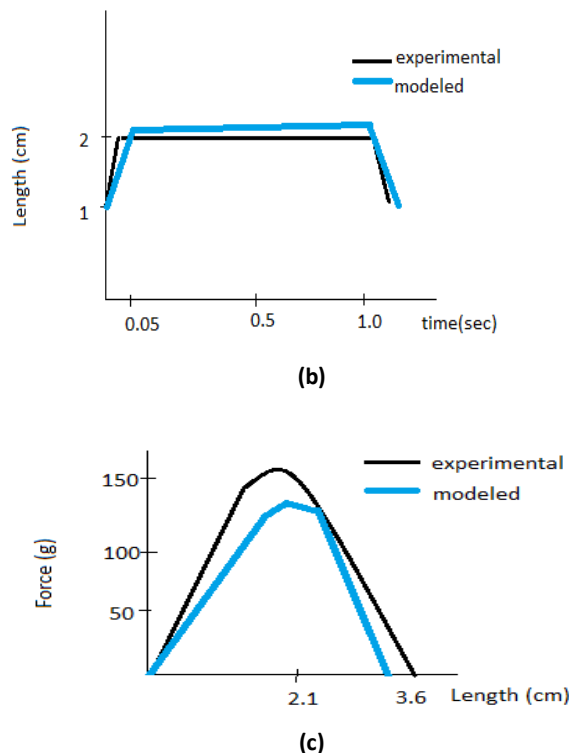 experimental
modeled
Length (cm)
2
1
0.05
0.5
1.0
time(sec)
(b)
experimental
modeled
Force (g)
150
100
50
2.1
3.6
Length (cm)
(c)